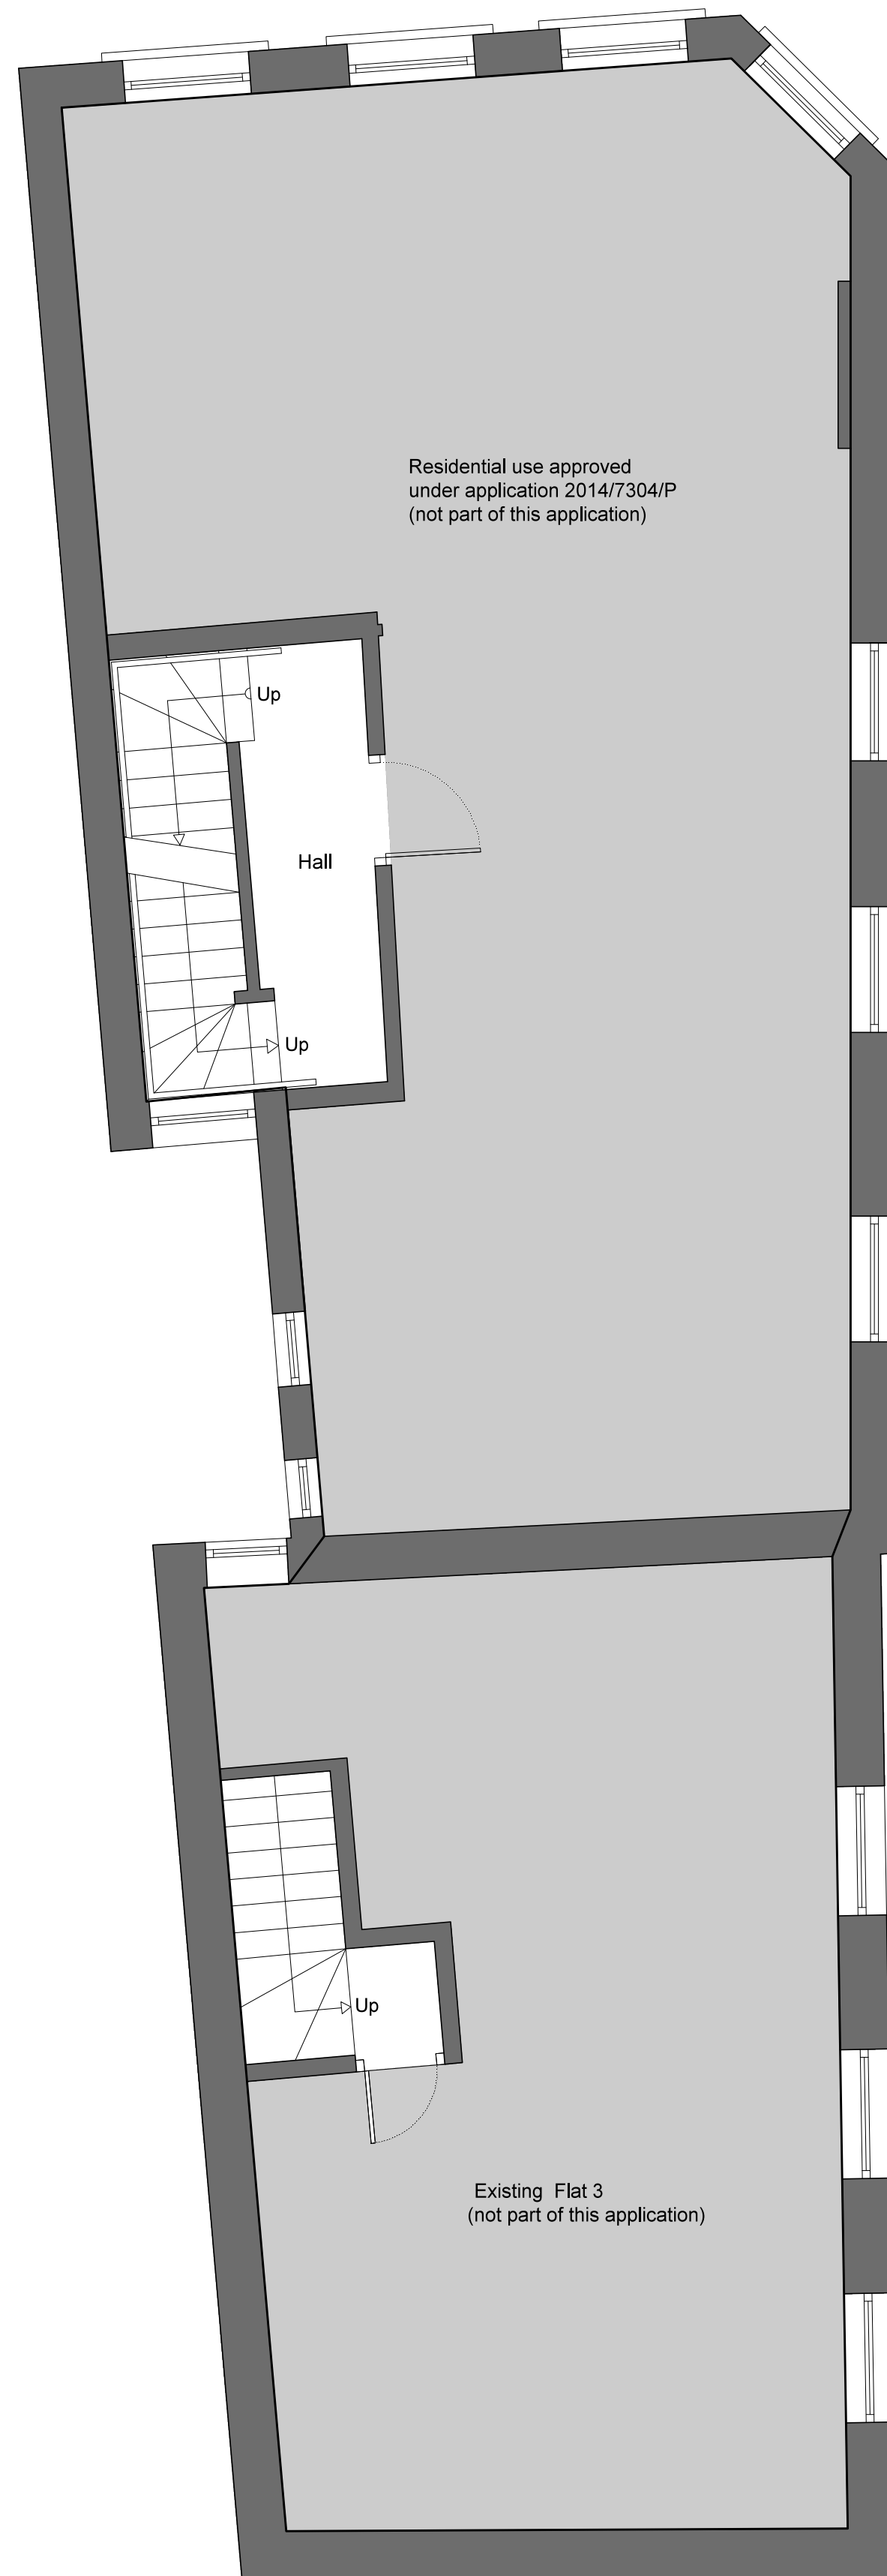 Residential use approved
under application 2014/7304/P
(not part of this application)
Up
Hall
Up
Up
Existing Flat 3
(not part of this application)